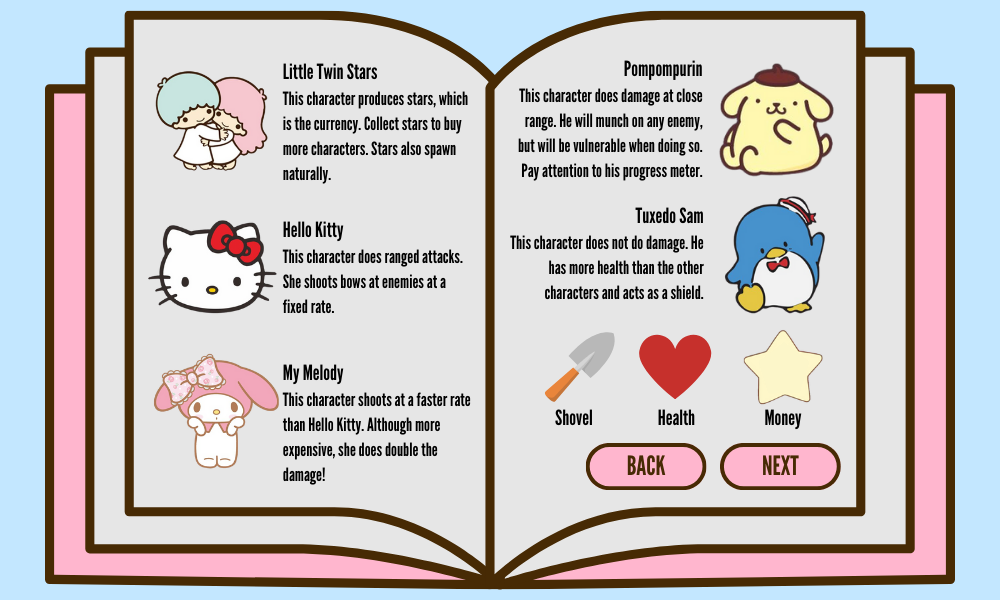 Little Twin Stars
This character produces stars, which
is the currency. Collect stars to buy
more characters. Stars also spawn
naturally.
Hello Kitty
This character does ranged attacks.
She shoots bows at enemies at a
fixed rate.
My Melody
This character shoots at a faster rate
than Hello Kitty. Although more
expensive, she does double the
damage!
Pompompurin
This character does damage at close
range. He will munch on any enemy,
but will be vulnerable when doing so.
Pay attention to his progress meter.
Tuxedo Sam
This character does not do damage. He
has more health than the other
characters and acts as a shield.
Shovel
Health
Money
BACK
NEXT